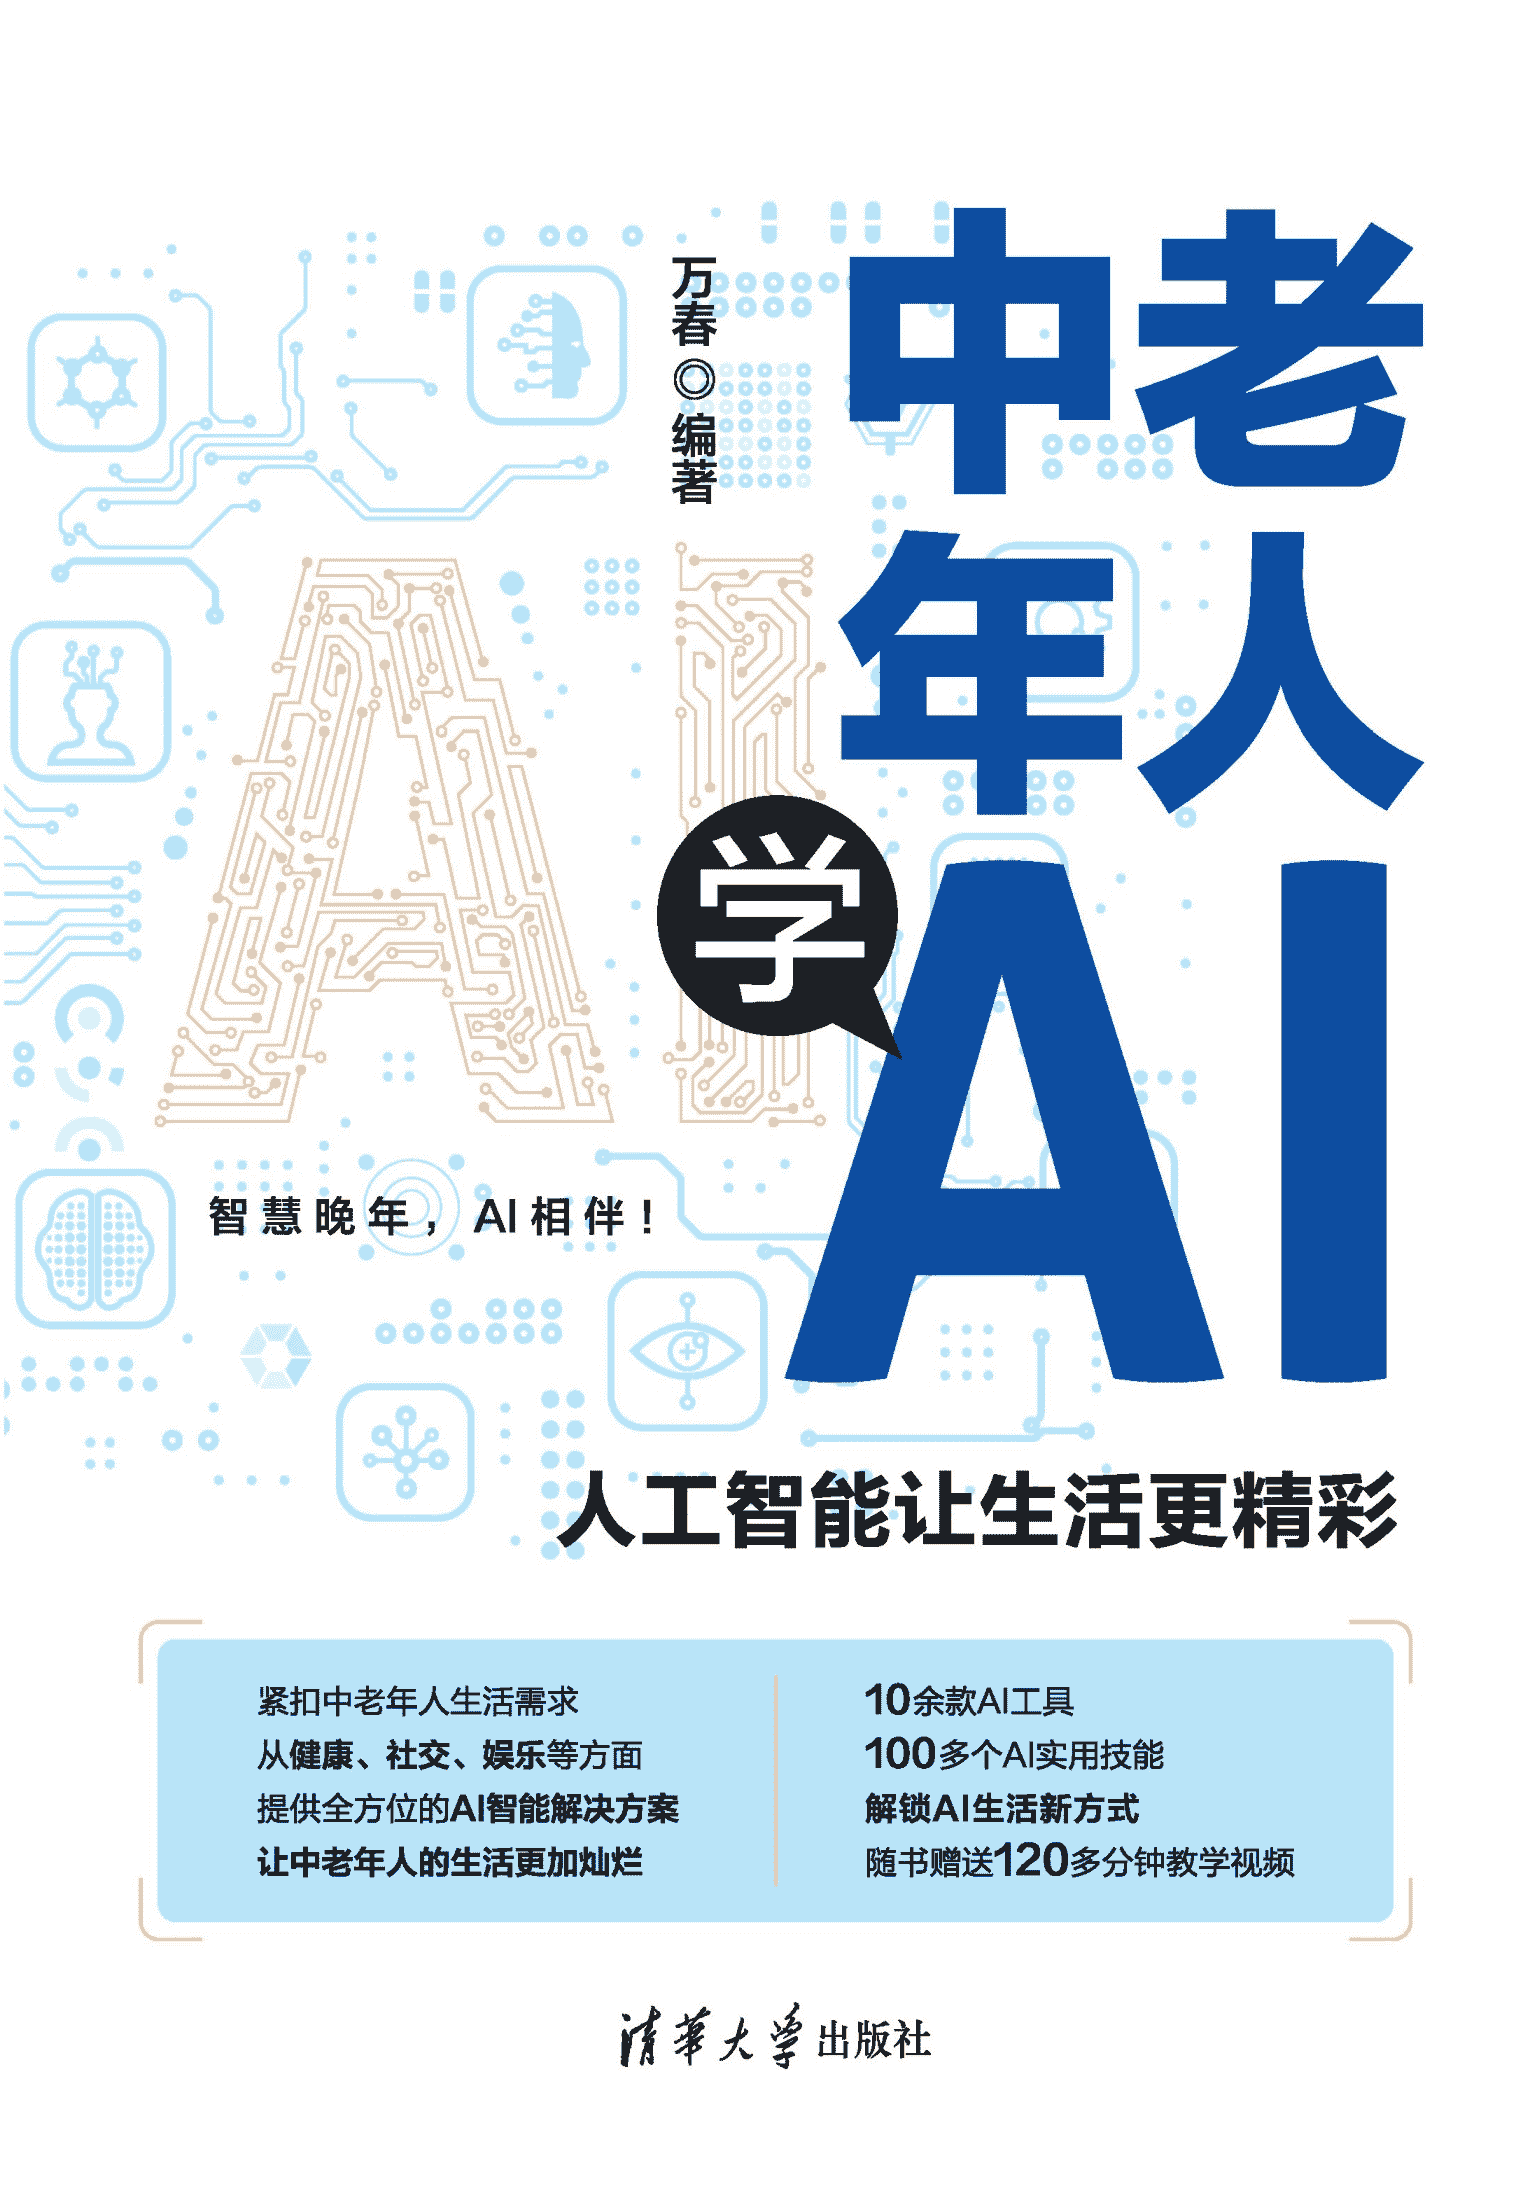 中老
年人
学
AI
万春◎编著
AI
智慧晚年，AI相伴！
人工智能让生活更精彩
紧扣中老年人生活需求
从健康、社交、娱乐等方面
提供全方位的AI智能解决方案
让中老年人的生活更加灿烂
10余款AI工具
100多个AI实用技能
解锁AI生活新方式
随书赠送120多分钟教学视频
清華大学出版社